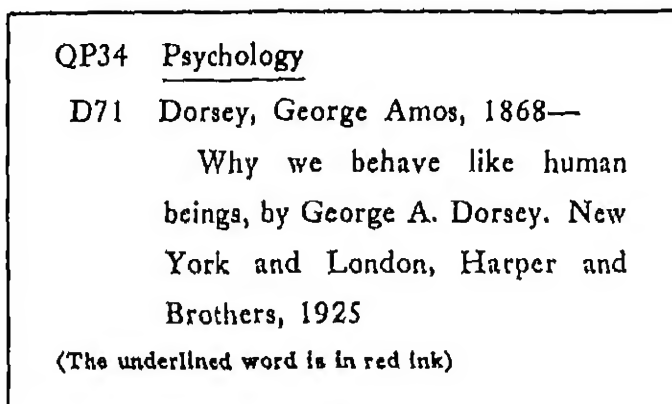 QP34 Psychology
D71 Dorsey, George Amos, 1868—
Why we behave like human
beings, by George A. Dorsey. New
York and London, Harper and
Brothers, 1925
(The underlined word is in red ink)